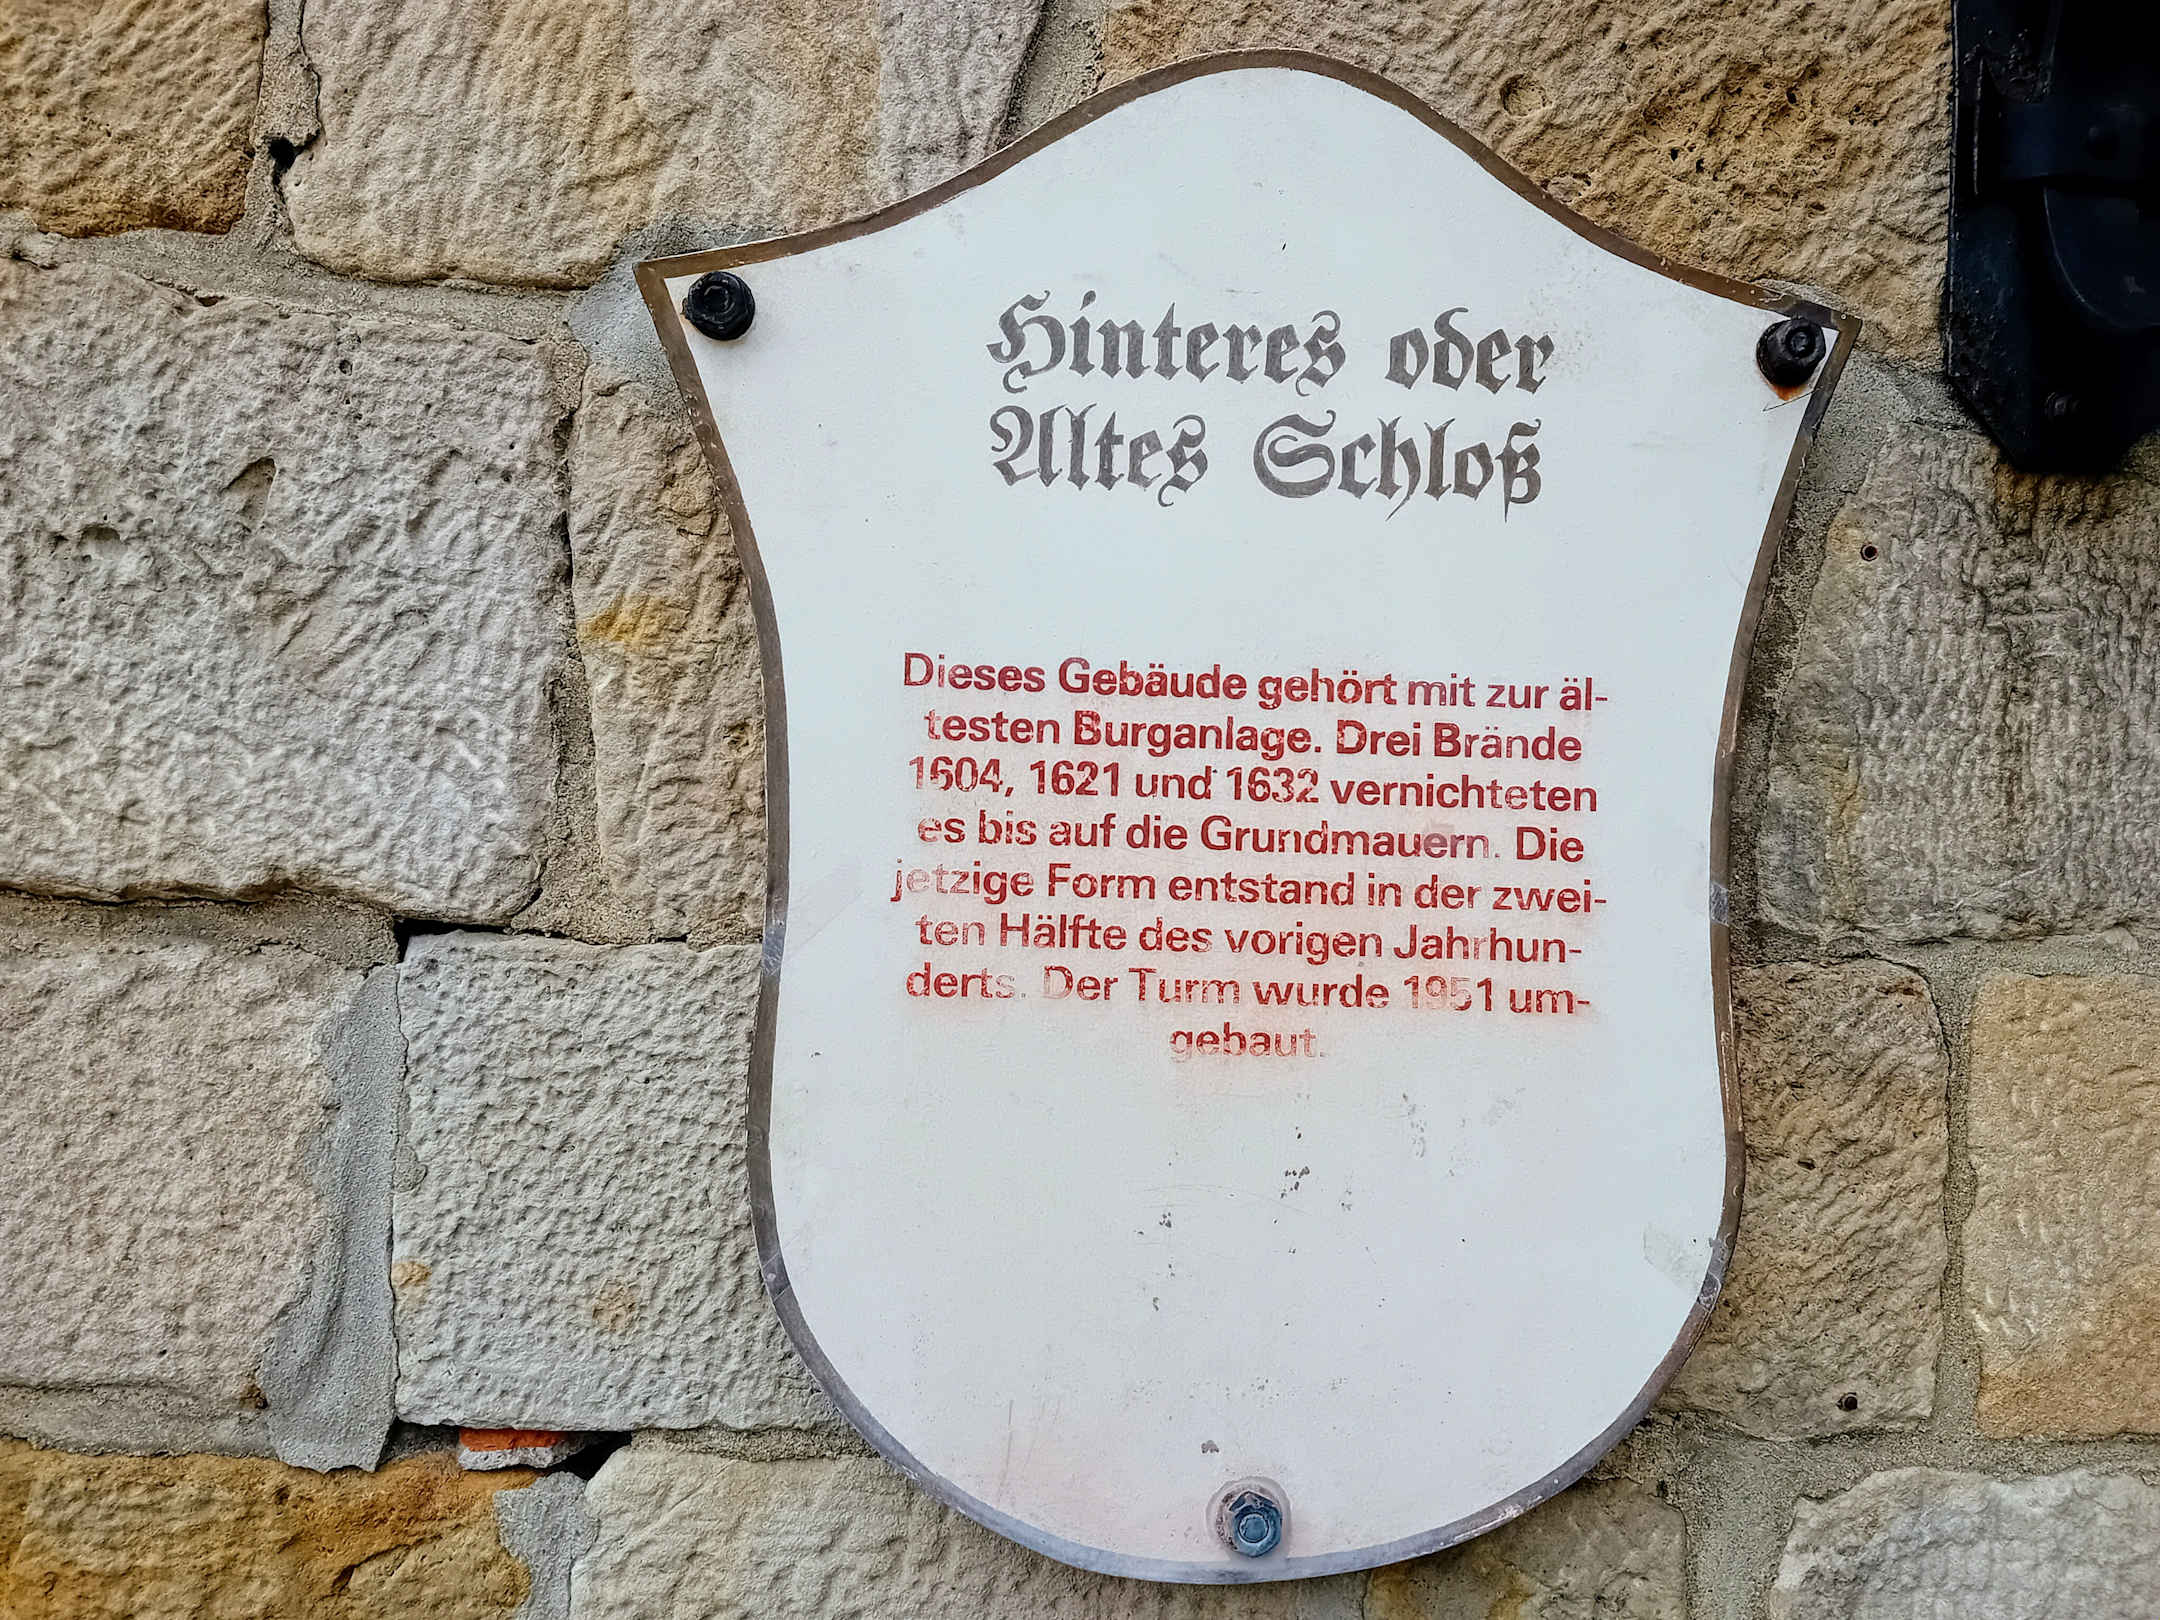 Hinteres oder
Altes Schloß
Dieses Gebäude gehört mit zur äl-
testen Burganlage. Drei Brände
1604, 1621 und 1632 vernichteten
es bis auf die Grundmauern. Die
jetzige Form entstand in der zwei-
ten Hälfte des vorigen Jahrhun-
derts. Der Turm wurde 1951 um-
gebaut.